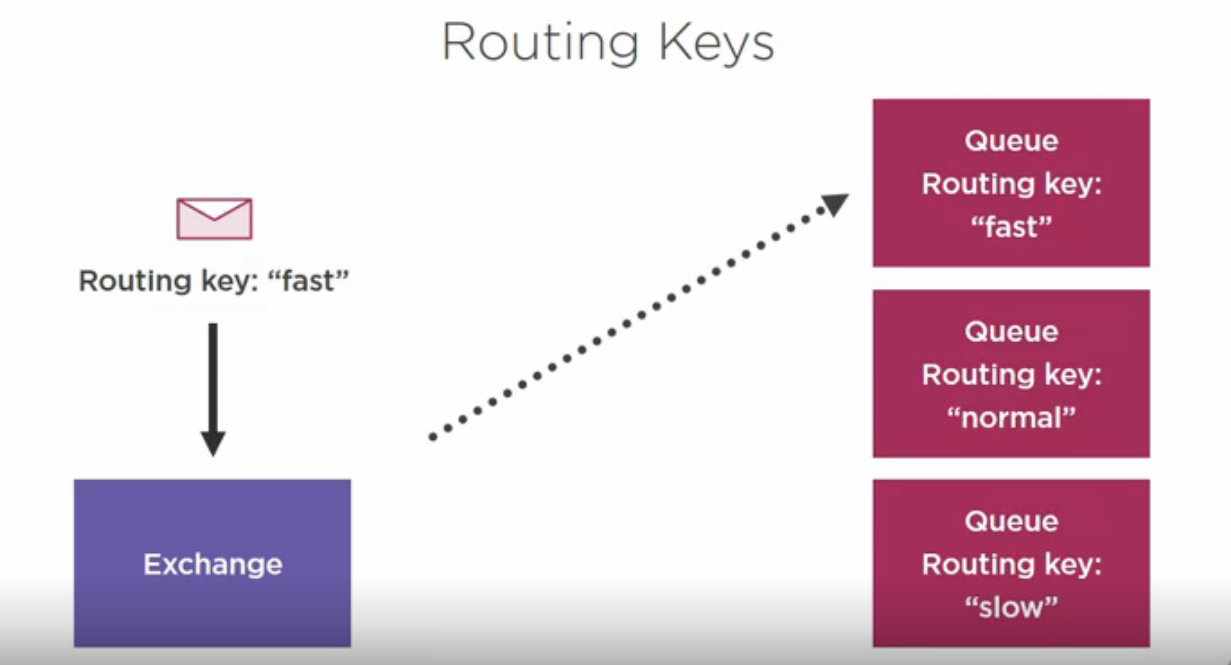 Routing Keys
Routing key: “fast”
Exchange
Queue
Routing key:
“fast”
Queue
Routing key:
“normal”
Queue
Routing key:
“slow”